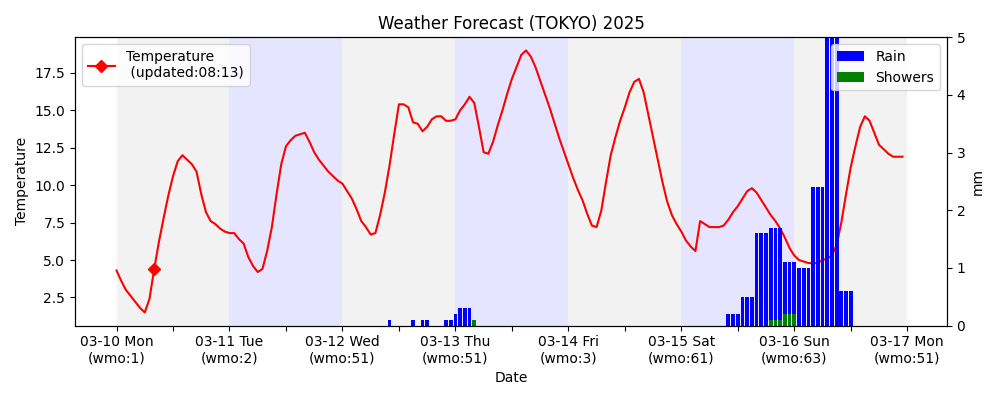 Weather Forecast (TOKYO) 2025
Temperature
(updated:08:13)
Rain
Showers
17.5
15.0
12.5
10.0
7.5
5.0
2.5
Temperature
5
4
3
2
1
0
mm
03-10 Mon
(wmo:1)
03-11 Tue
(wmo:2)
03-12 Wed
(wmo:51)
03-13 Thu
(wmo:51)
03-14 Fri
(wmo:3)
03-15 Sat
(wmo:61)
03-16 Sun
(wmo:63)
03-17 Mon
(wmo:51)
Date